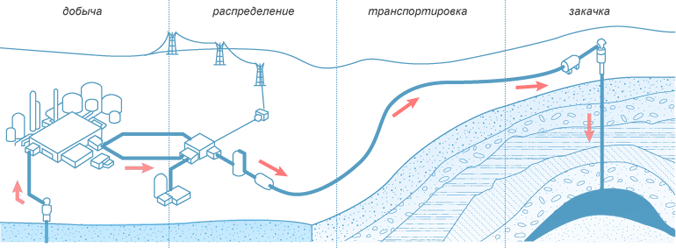 добыча
распределение
транспортировка
закачка